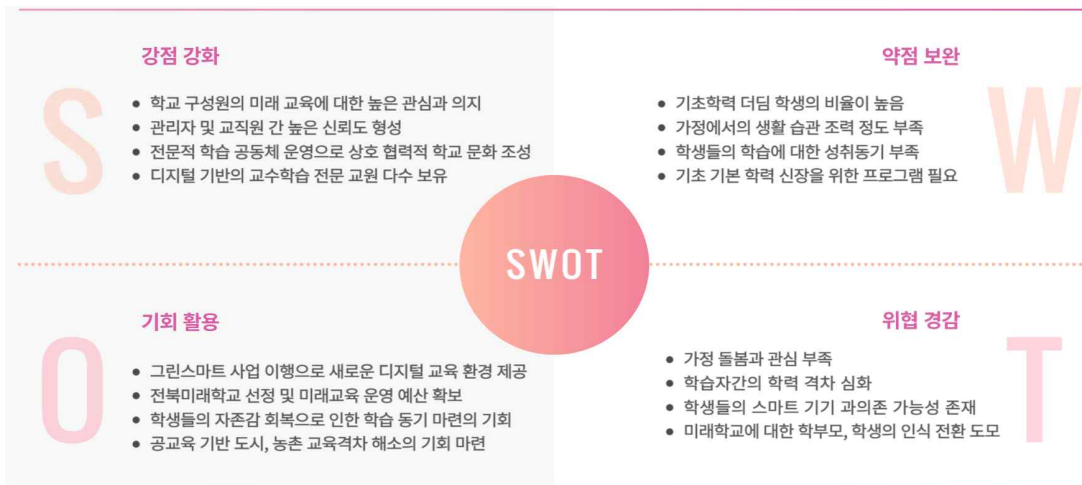 강점 강화
S
● 학교 구성원의 미래 교육에 대한 높은 관심과 의지
● 관리자 및 교직원 간 높은 신뢰도 형성
● 전문적 학습 공동체 운영으로 상호 협력적 학교 문화 조성
● 디지털 기반의 교수학습 전문 교원 다수 보유
약점 보완
W
● 기초학력 더딤 학생의 비율이 높음
● 가정에서의 생활 습관 조력 정도 부족
● 학생들의 학습에 대한 성취동기 부족
● 기초 기본 학력 신장을 위한 프로그램 필요
SWOT
기회 활용
O
● 그린스마트 사업 이행으로 새로운 디지털 교육 환경 제공
● 전북미래학교 선정 및 미래교육 운영 예산 확보
● 학생들의 자존감 회복으로 인한 학습 동기 마련의 기회
● 공교육 기반 도시, 농촌 교육격차 해소의 기회 마련
위협 경감
T
● 가정 돌봄과 관심 부족
● 학습자간의 학력 격차 심화
● 학생들의 스마트 기기 과의존 가능성 존재
● 미래학교에 대한 학부모, 학생의 인식 전환 도모